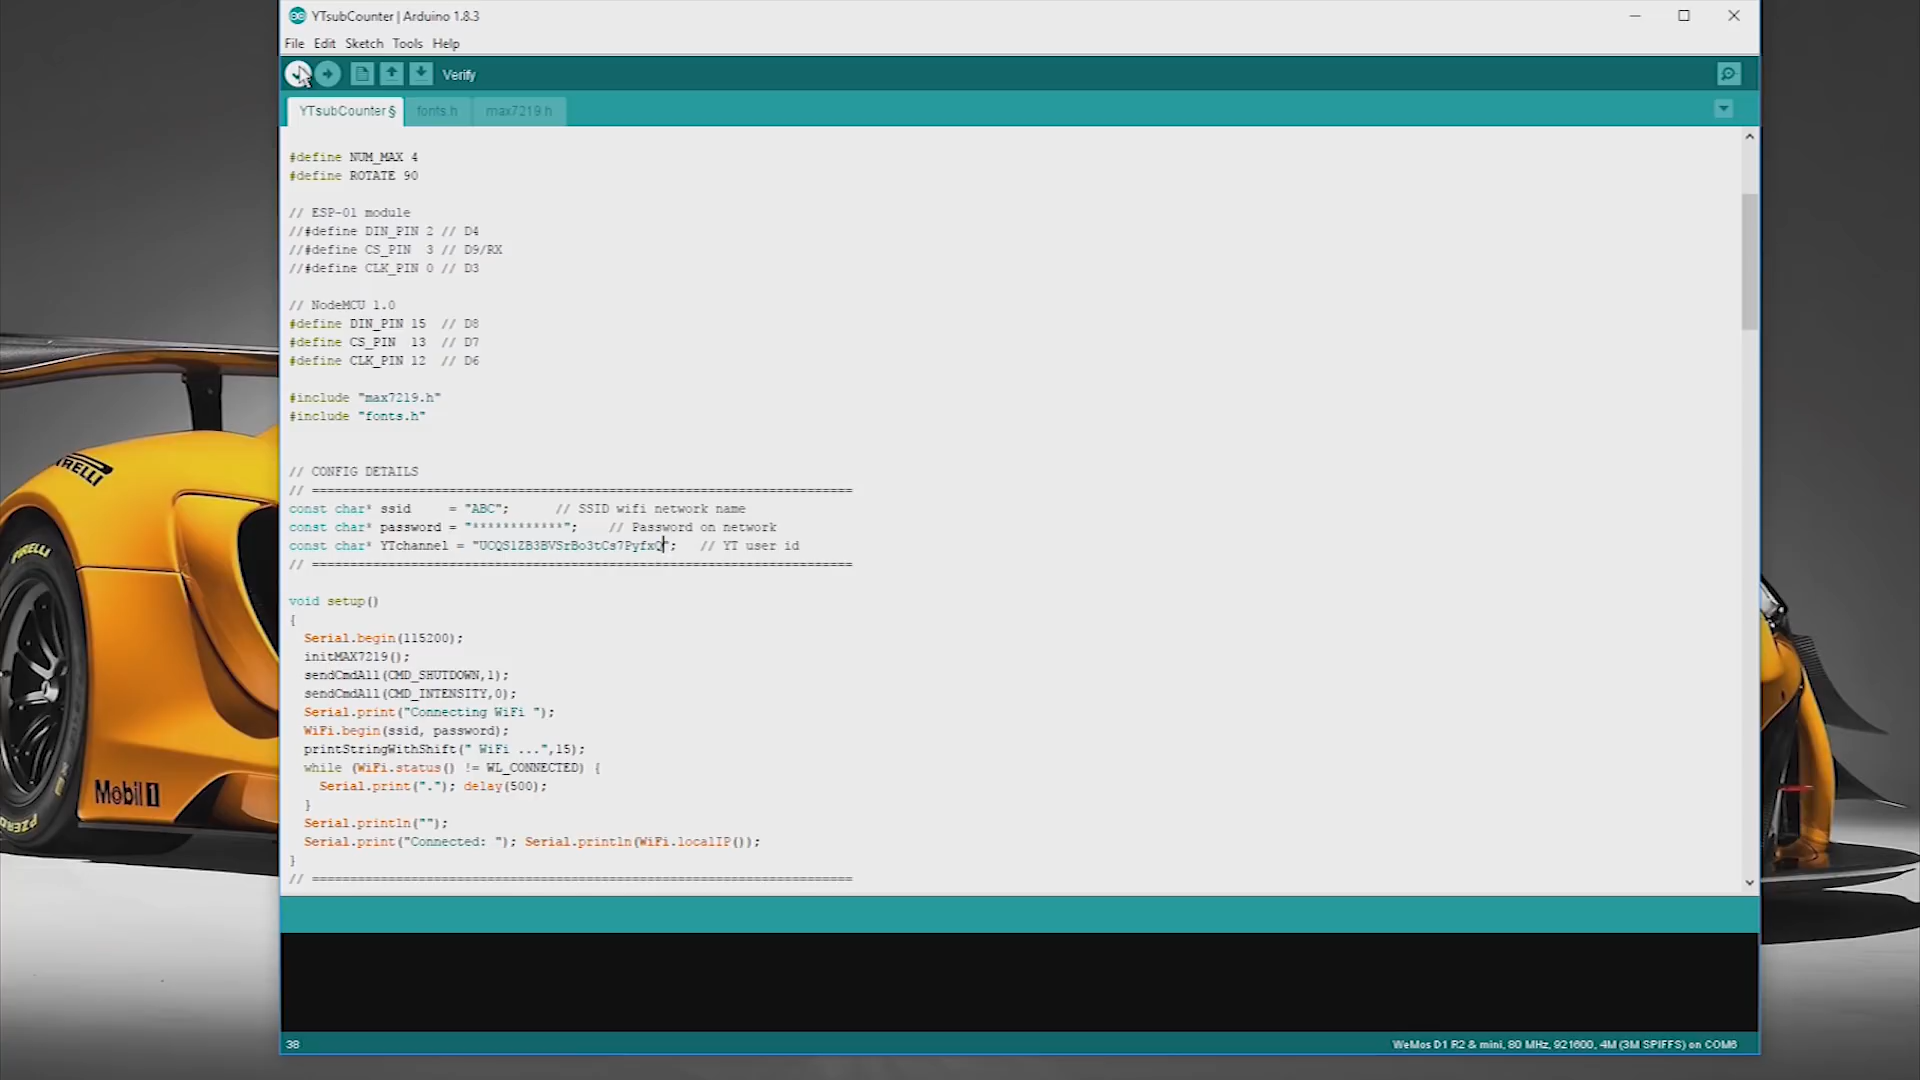 YTsubCounter | Arduino 1.8.3
File Edit Sketch Tools Help
Verify
YTsubCounter § fonts.h max7219.h
#define NUM_MAX 4
#define ROTATE 90
// ESP-01 module
//#define DIN_PIN 2 // D4
//#define CS_PIN  3 // D9/RX
//#define CLK_PIN 0 // D3
// NodeMCU 1.0
#define DIN_PIN 15  // D8
#define CS_PIN  13  // D7
#define CLK_PIN 12  // D6
#include "max7219.h"
#include "fonts.h"
// CONFIG DETAILS
// =======================================================================
const char* ssid     = "ABC";      // SSID wifi network name
const char* password = "************";    // Password on network
const char* YTchannel = "UCQS1ZB3BVSrBo3tCs7PyfxQ";   // YT user id
// =======================================================================
void setup()
{
Serial.begin(115200);
initMAX7219();
sendCmdAll(CMD_SHUTDOWN,1);
sendCmdAll(CMD_INTENSITY,0);
Serial.print("Connecting WiFi ");
WiFi.begin(ssid, password);
printStringWithShift(" WiFi ...",15);
while (WiFi.status() != WL_CONNECTED) {
Serial.print("."); delay(500);
}
Serial.println("");
Serial.print("Connected: "); Serial.println(WiFi.localIP());
}
// =======================================================================
38
WeMos D1 R2 & mini, 80 MHz, 921600, 4M (3M SPIFFS) on COM6
PIRELLI
PIRELLI
Mobil 1
PZERO